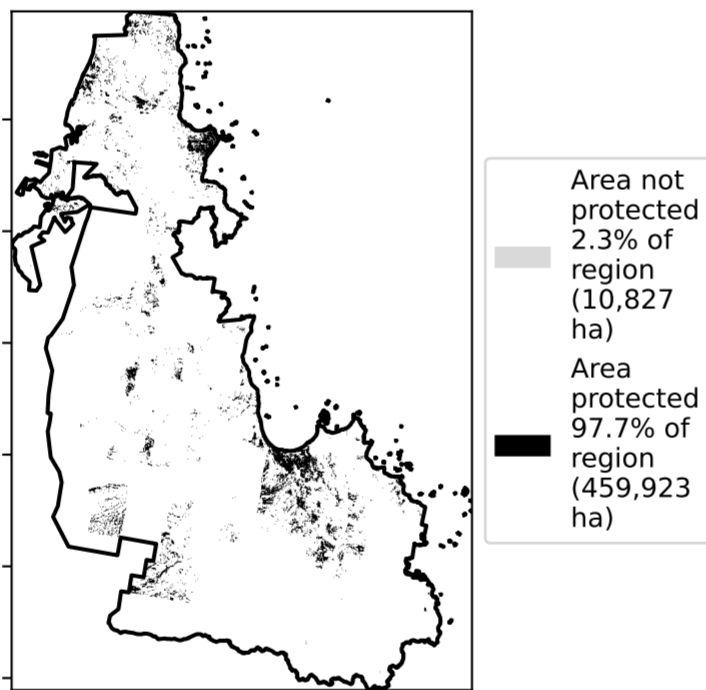 Area not
protected
2.3% of
region
(10,827
ha)
Area
protected
97.7% of
region
(459,923
ha)